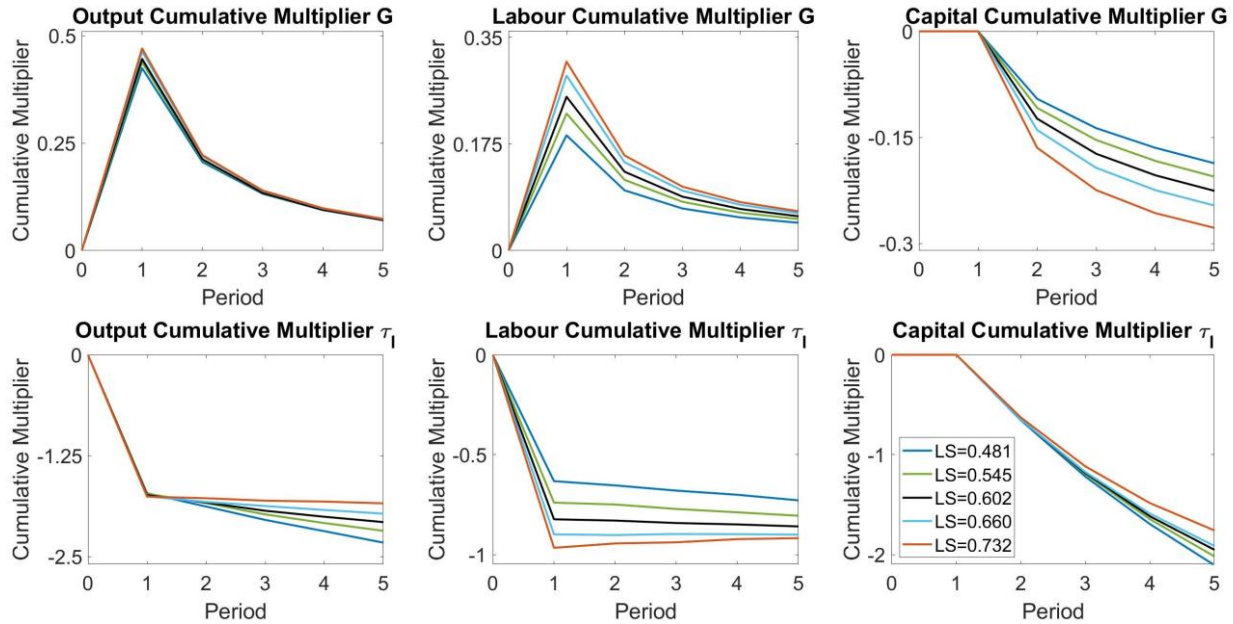 Output Cumulative Multiplier G
Cumulative Multiplier
0.5
0.25
0
0 1 2 3 4 5
Period
Labour Cumulative Multiplier G
Cumulative Multiplier
0.35
0.175
0
0 1 2 3 4 5
Period
Capital Cumulative Multiplier G
Cumulative Multiplier
0
-0.15
-0.3
0 1 2 3 4 5
Period
Output Cumulative Multiplier τ_l
Cumulative Multiplier
0
-1.25
-2.5
0 1 2 3 4 5
Period
Labour Cumulative Multiplier τ_l
Cumulative Multiplier
0
-0.5
-1
0 1 2 3 4 5
Period
Capital Cumulative Multiplier τ_l
Cumulative Multiplier
0
-1
-2
LS=0.481
LS=0.545
LS=0.602
LS=0.660
LS=0.732
0 1 2 3 4 5
Period